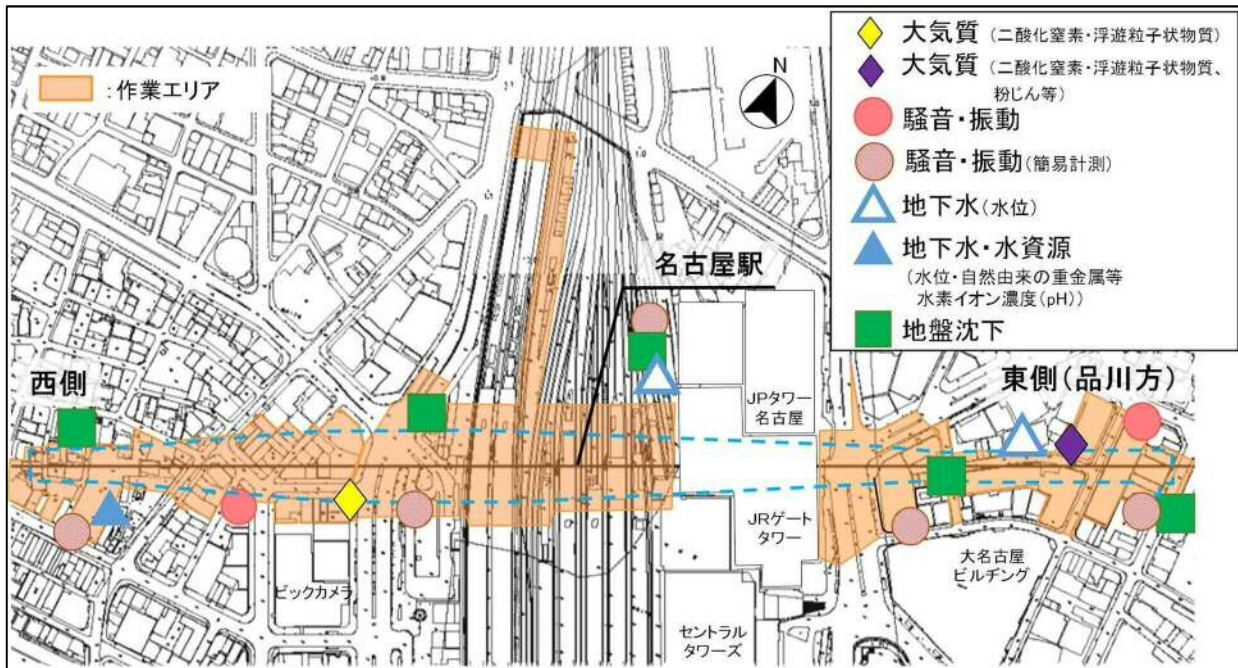 :作業エリア
N
大気質(二酸化窒素・浮遊粒子状物質)
大気質(二酸化窒素・浮遊粒子状物質、
粉じん等)
騒音・振動
騒音・振動(簡易計測)
地下水(水位)
地下水・水資源
(水位・自然由来の重金属等
水素イオン濃度(pH))
地盤沈下
名古屋駅
西側
東側(品川方)
JPタワー
名古屋
JRゲート
タワー
大名古屋
ビルヂング
ビックカメラ
セントラル
タワーズ